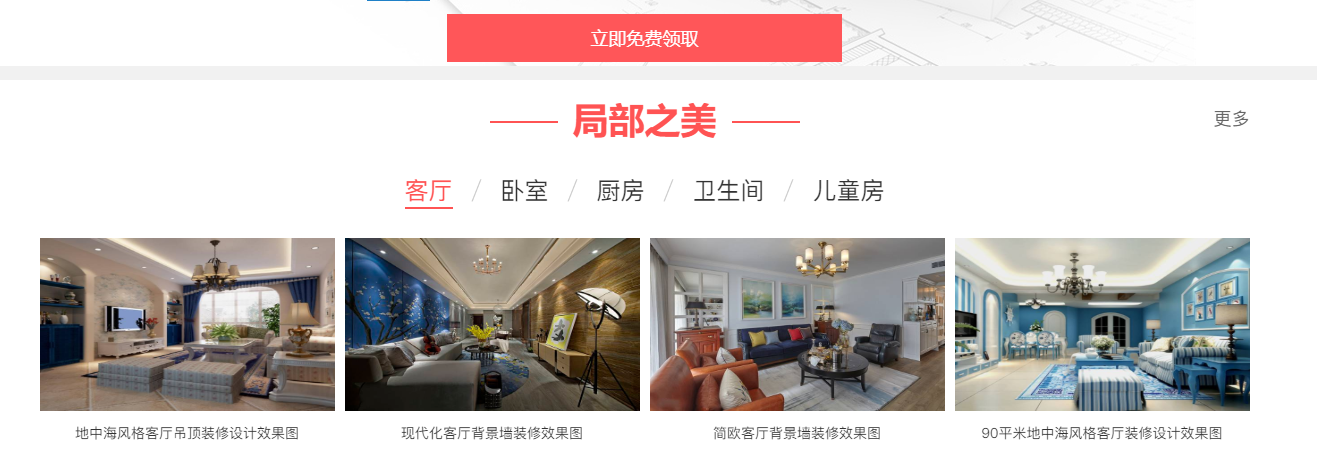 立即免费领取
局部之美
更多
客厅 / 卧室 / 厨房 / 卫生间 / 儿童房
地中海风格客厅吊顶装修设计效果图
现代化客厅背景墙装修效果图
简欧客厅背景墙装修效果图
90平米地中海风格客厅装修设计效果图